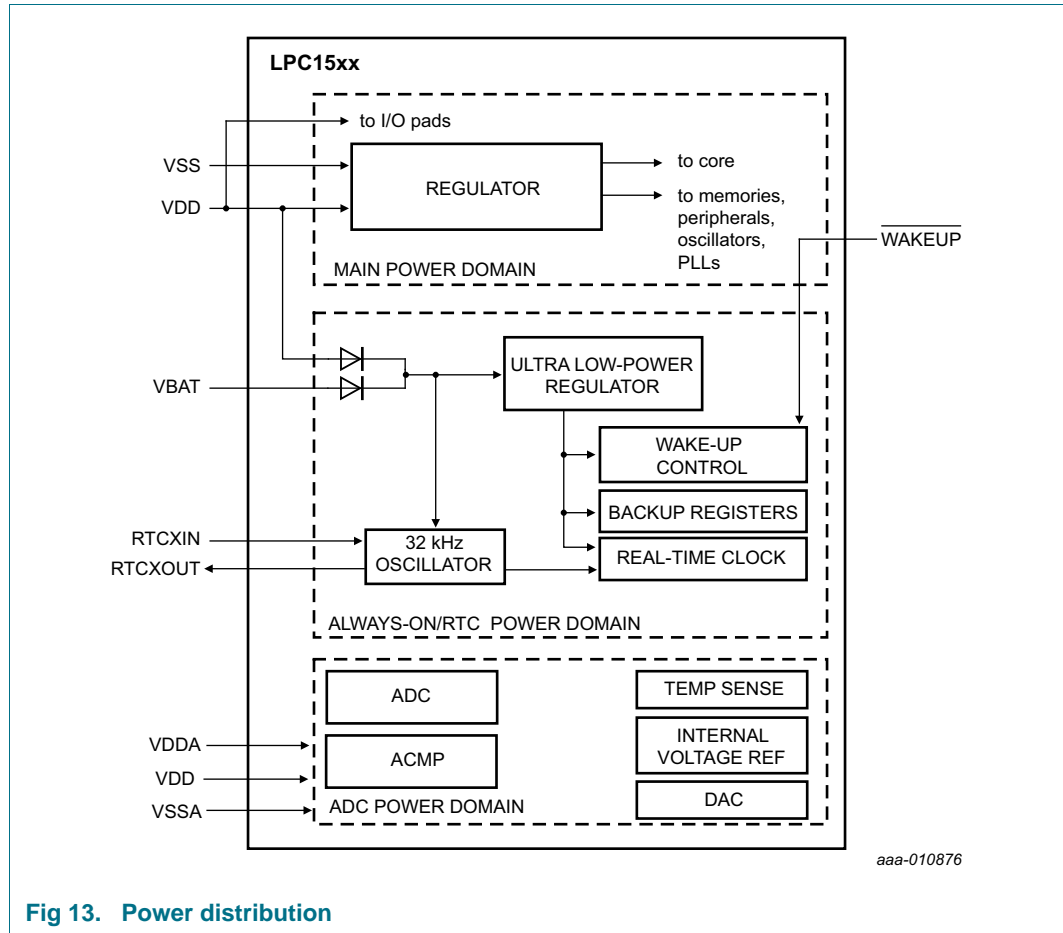 LPC15xx
to I/O pads
VSS
VDD
REGULATOR
to core
to memories,
peripherals,
oscillators,
PLLs
WAKEUP
MAIN POWER DOMAIN
VBAT
ULTRA LOW-POWER
REGULATOR
WAKE-UP
CONTROL
BACKUP REGISTERS
REAL-TIME CLOCK
RTCXIN
RTCXOUT
32 kHz
OSCILLATOR
ALWAYS-ON/RTC POWER DOMAIN
ADC
TEMP SENSE
VDDA
VDD
VSSA
ACMP
INTERNAL
VOLTAGE REF
DAC
ADC POWER DOMAIN
aaa-010876
Fig 13. Power distribution